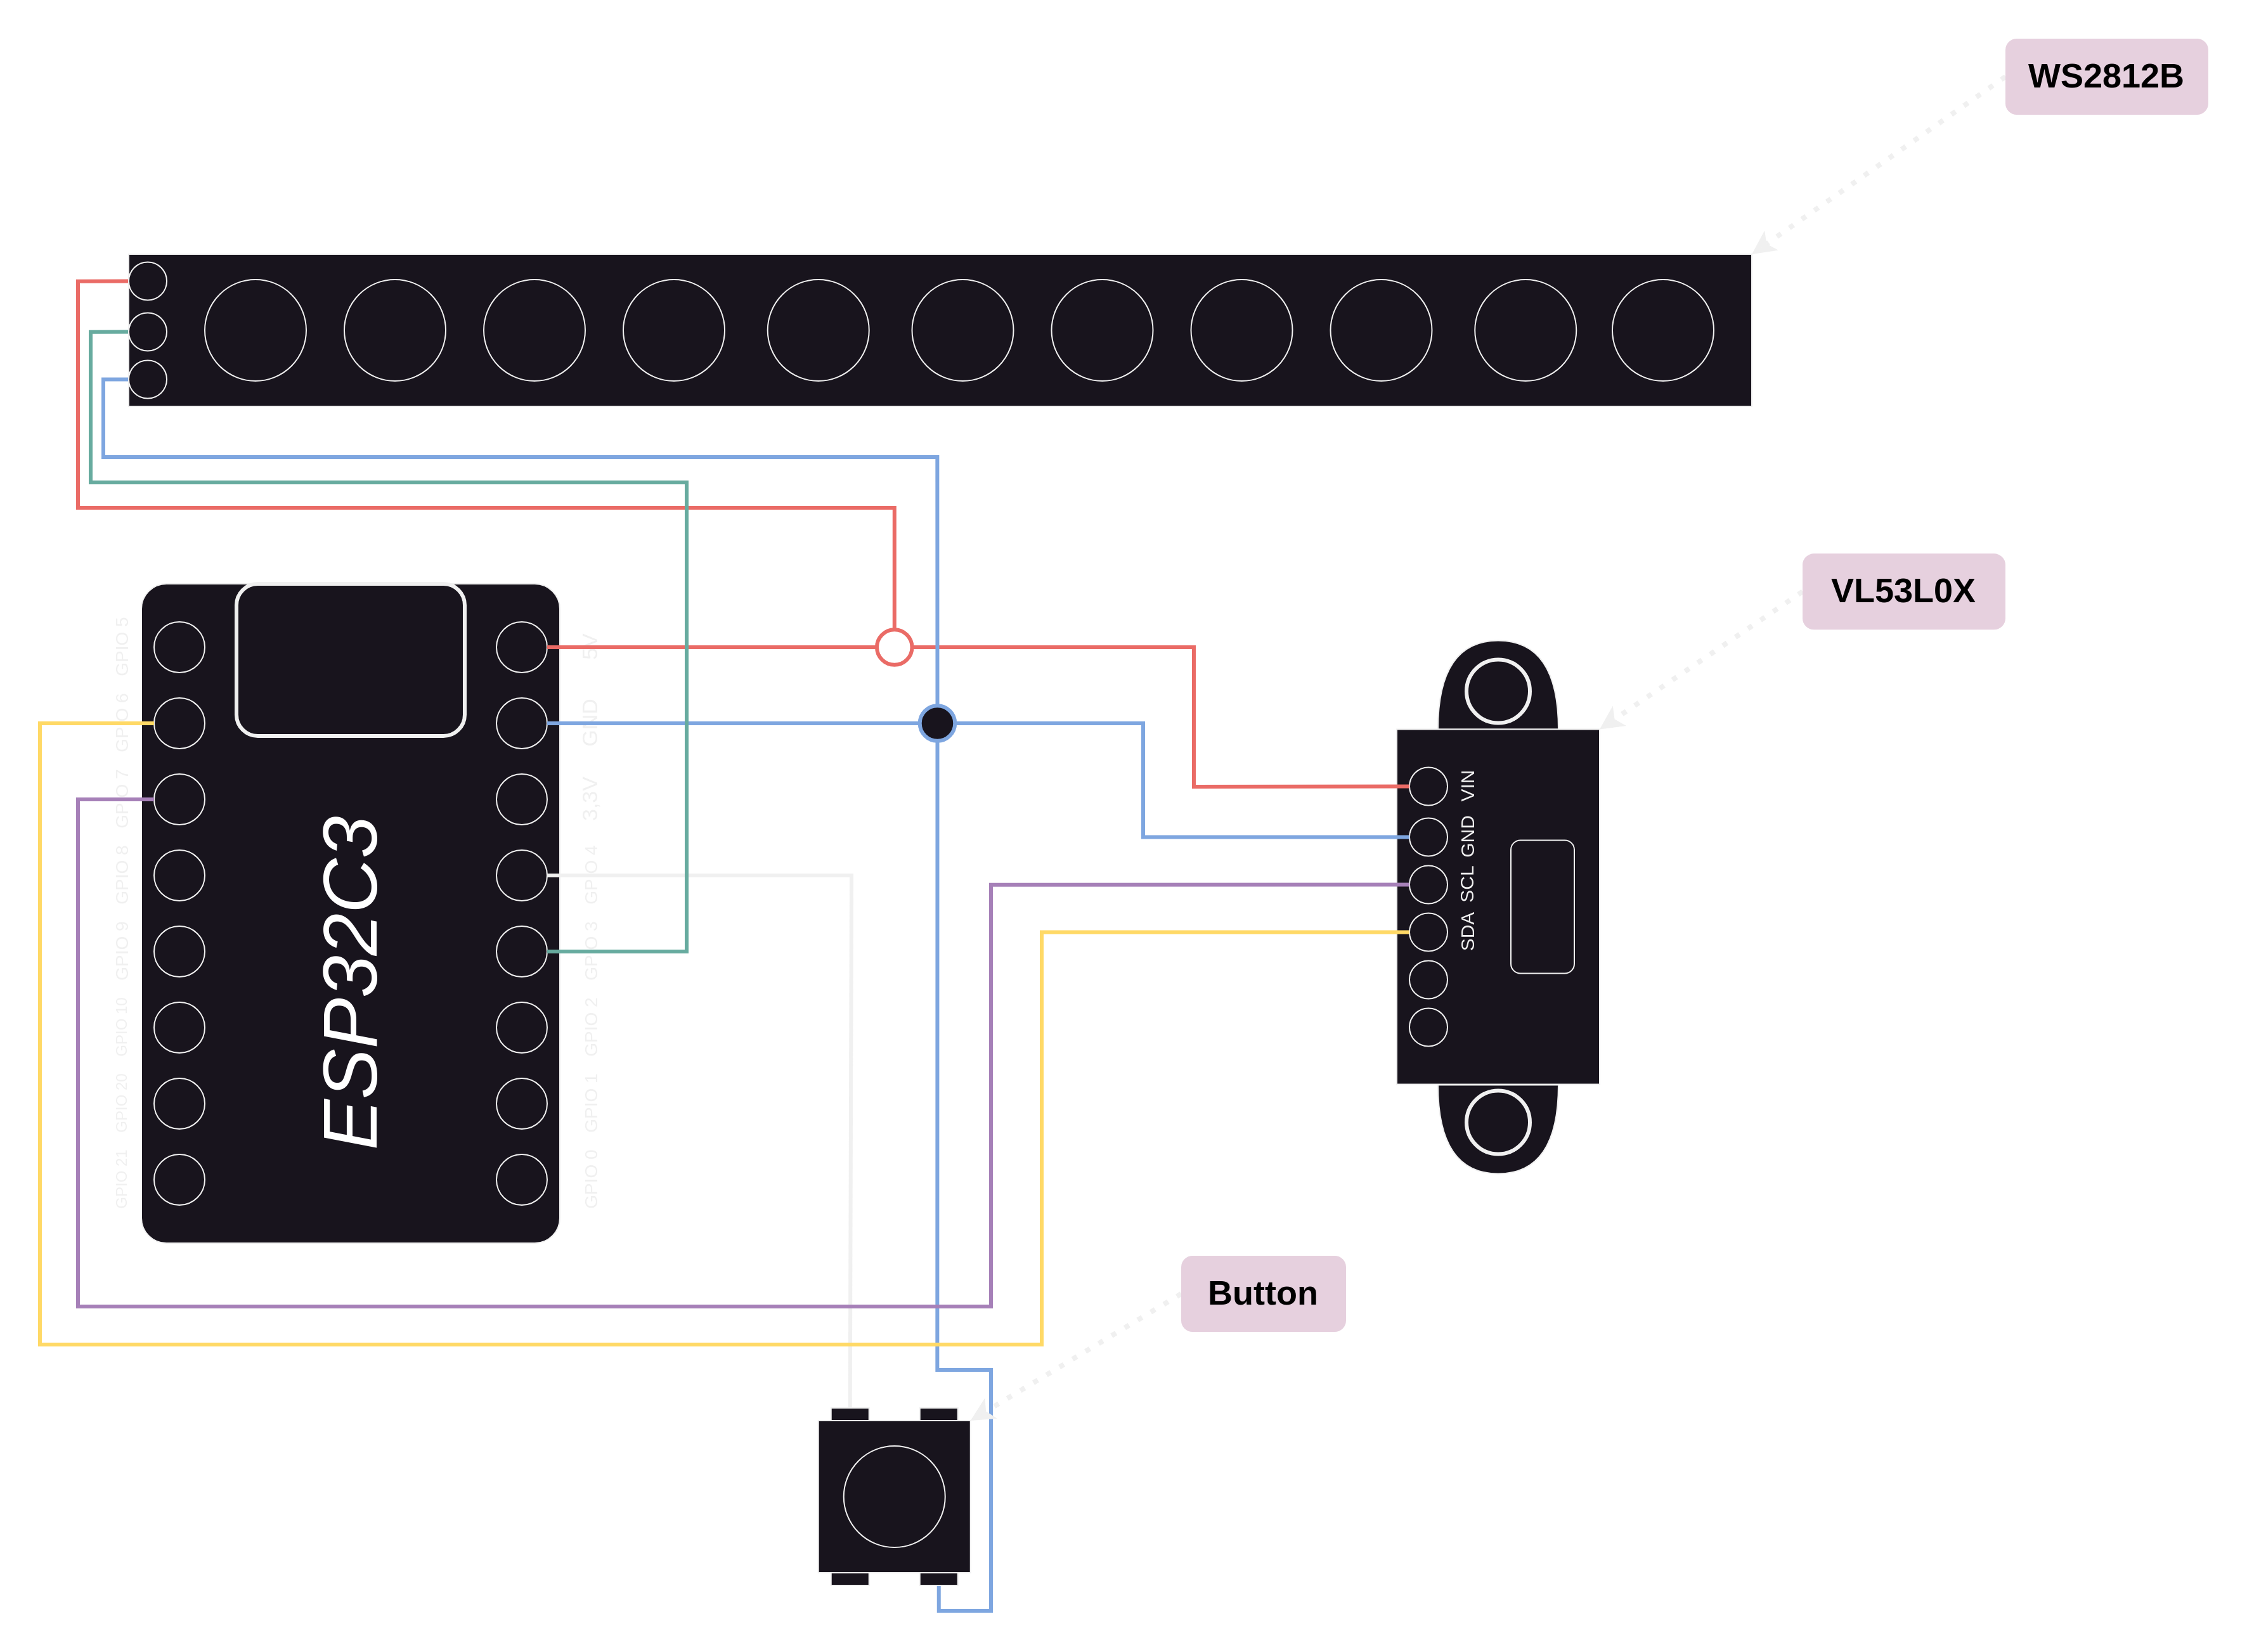 WS2812B
VL53L0X
GPIO 5
GPIO 6
GPIO 7
GPIO 8
GPIO 9
GPIO 10
GPIO 20
GPIO 21
ESP32C3
5V
GND
3,3V
GPIO 4
GPIO 3
GPIO 2
GPIO 1
GPIO 0
VIN
GND
SCL
SDA
Button